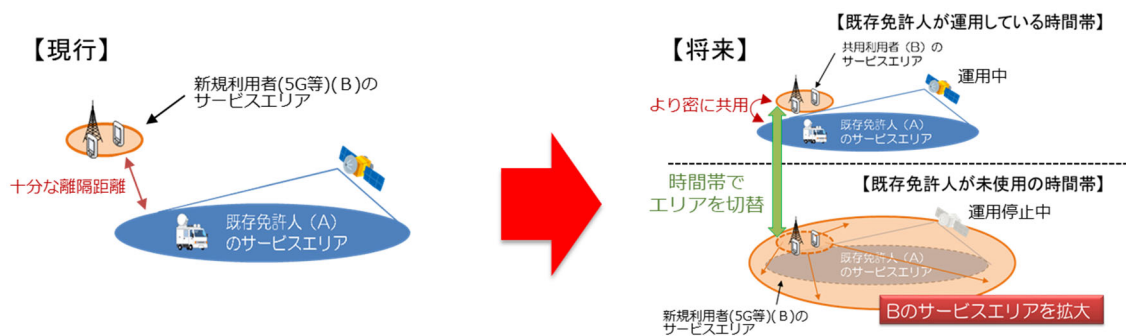 【現行】
新規利用者(5G等)(B)の
サービスエリア
十分な離隔距離
既存免許人(A)
のサービスエリア
【将来】
【既存免許人が運用している時間帯】
共用利用者(B)の
サービスエリア
運用中
より密に共用
既存免許人(A)
のサービスエリア
時間帯で
エリアを切替
【既存免許人が未使用の時間帯】
運用停止中
既存免許人(A)
のサービスエリア
新規利用者(5G等)(B)の
サービスエリア
Bのサービスエリアを拡大